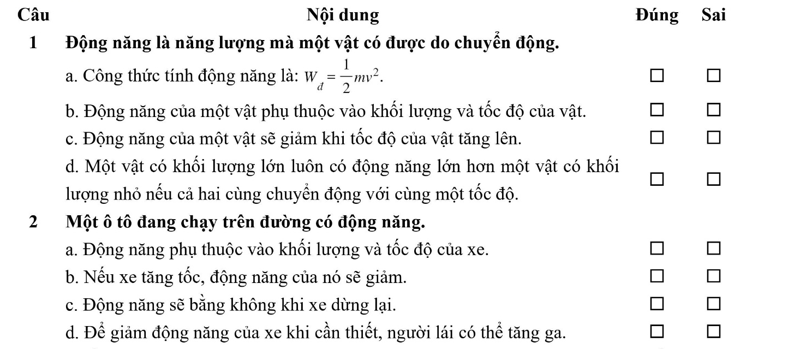 Câu Nội dung Đúng Sai
1 Động năng là năng lượng mà một vật có được do chuyển động.
a. Công thức tính động năng là: W_đ = 1/2 mv².
b. Động năng của một vật phụ thuộc vào khối lượng và tốc độ của vật. ☐ ☐
c. Động năng của một vật sẽ giảm khi tốc độ của vật tăng lên. ☐ ☐
d. Một vật có khối lượng lớn luôn có động năng lớn hơn một vật có khối
lượng nhỏ nếu cả hai cùng chuyển động với cùng một tốc độ. ☐ ☐
2 Một ô tô đang chạy trên đường có động năng.
a. Động năng phụ thuộc vào khối lượng và tốc độ của xe. ☐ ☐
b. Nếu xe tăng tốc, động năng của nó sẽ giảm. ☐ ☐
c. Động năng sẽ bằng không khi xe dừng lại. ☐ ☐
d. Để giảm động năng của xe khi cần thiết, người lái có thể tăng ga. ☐ ☐